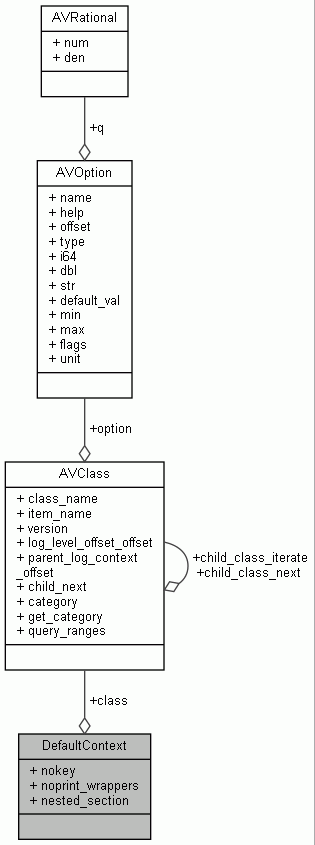 AVRational
+ num
+ den
+q
AVOption
+ name
+ help
+ offset
+ type
+ i64
+ dbl
+ str
+ default_val
+ min
+ max
+ flags
+ unit
+option
AVClass
+ class_name
+ item_name
+ version
+ log_level_offset_offset
+ parent_log_context
_offset
+ child_next
+ category
+ get_category
+ query_ranges
+child_class_iterate
+child_class_next
+class
DefaultContext
+ nokey
+ noprint_wrappers
+ nested_section